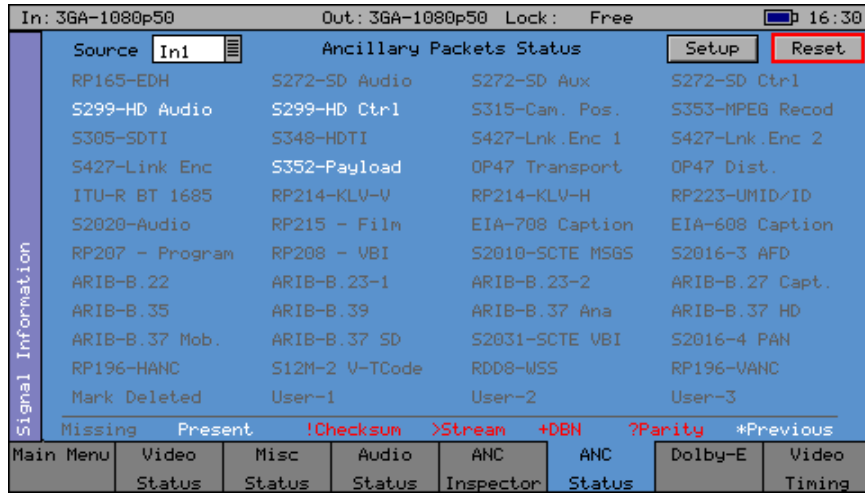 In: 3GA-1080p50 Out: 3GA-1080p50 Lock: Free 16:30
Source In1 Ancillary Packets Status Setup Reset
RP165-EDH S272-SD Audio S272-SD Aux S272-SD Ctrl
S299-HD Audio S299-HD Ctrl S315-Cam. Pos. S353-MPEG Recod
S305-SDTI S348-HDTI S427-Lnk.Enc 1 S427-Lnk.Enc 2
S427-Link Enc S352-Payload OP47 Transport OP47 Dist.
ITU-R BT 1685 RP214-KLV-V RP214-KLV-H RP223-UMID/ID
S2020-Audio RP215 - Film EIA-708 Caption EIA-608 Caption
RP207 - Program RP208 - VBI S2010-SCTE MSGS S2016-3 AFD
ARIB-B.22 ARIB-B.23-1 ARIB-B.23-2 ARIB-B.27 Capt.
ARIB-B.35 ARIB-B.39 ARIB-B.37 Ana ARIB-B.37 HD
ARIB-B.37 Mob. ARIB-B.37 SD S2031-SCTE VBI S2016-4 PAN
RP196-HANC S12M-2 V-TCode RDD8-WSS RP196-VANC
Mark Deleted User-1 User-2 User-3
Signal Information
Missing Present !Checksum >Stream +DBN ?Parity *Previous
Main Menu Video Misc Audio ANC ANC Dolby-E Video
Status Status Status Inspector Status Timing